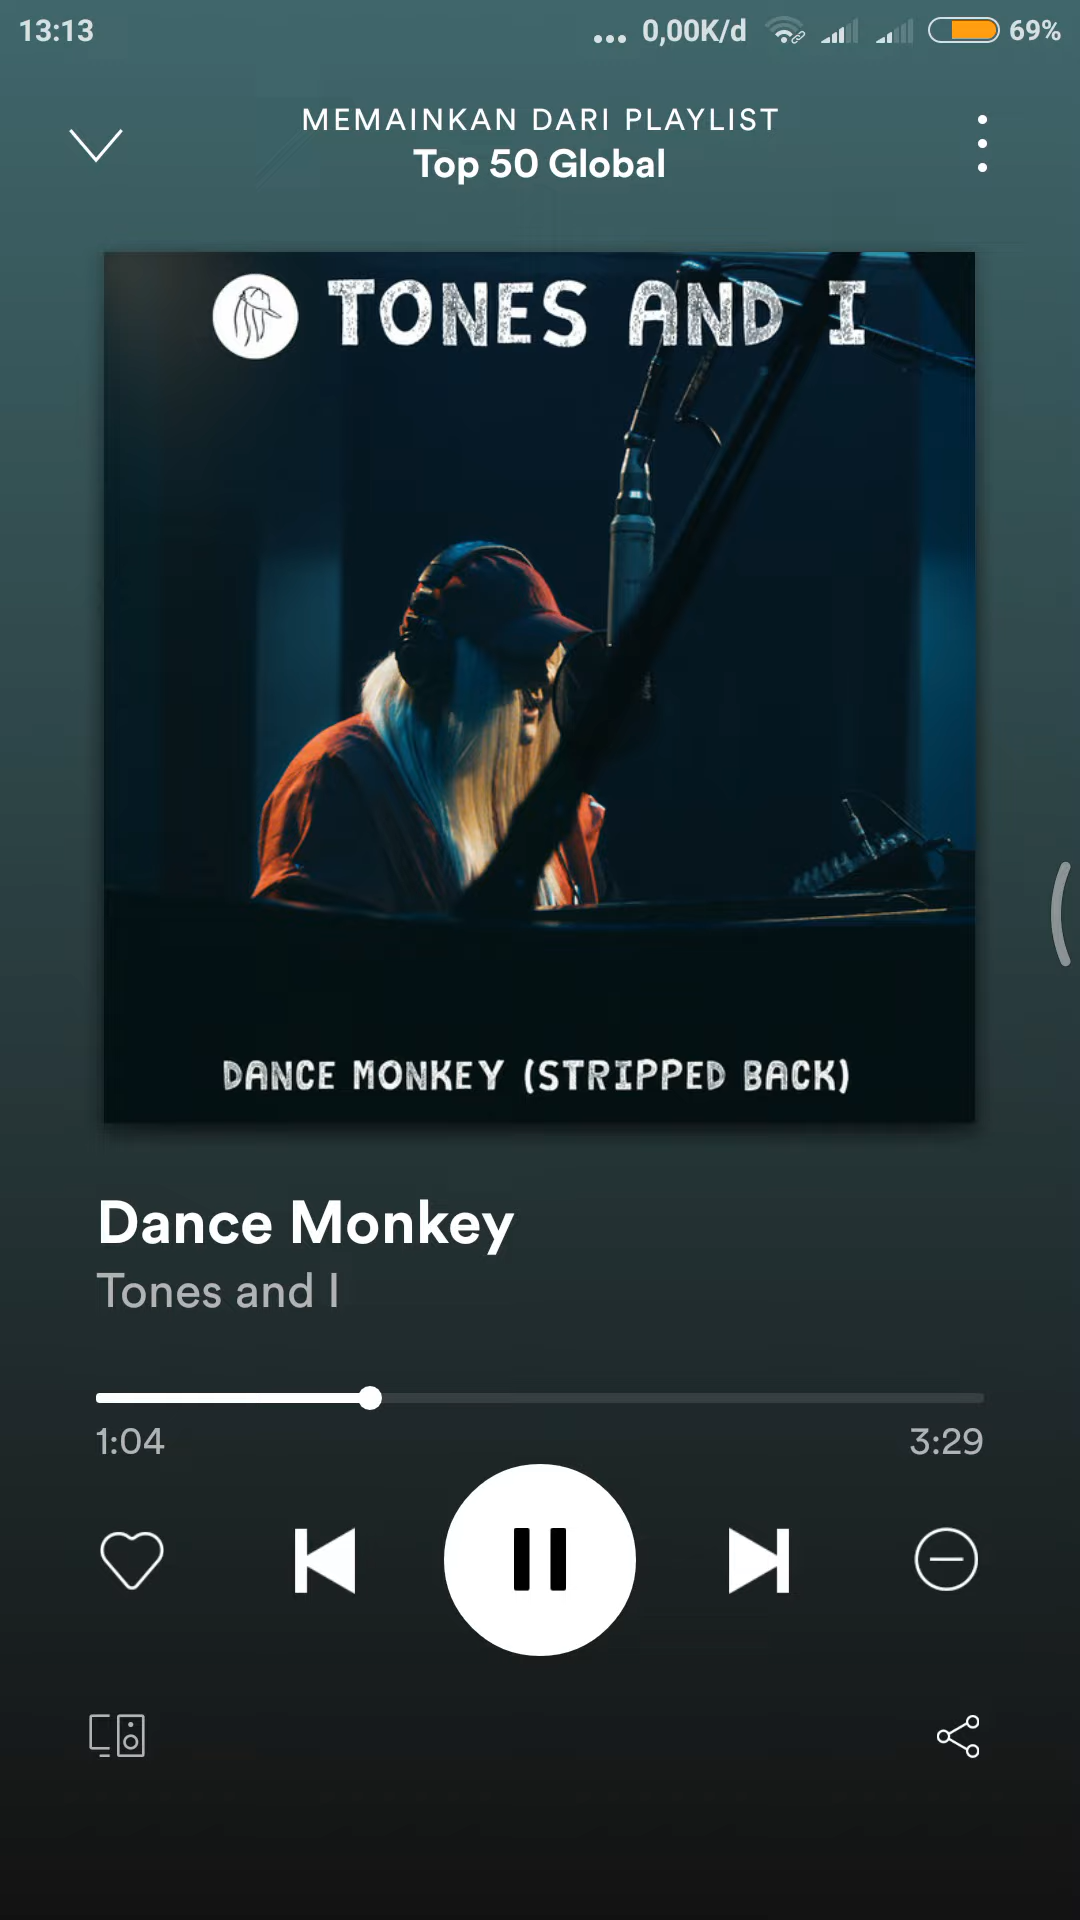 13:13 ... 0,00K/d 69%
MEMAINKAN DARI PLAYLIST
Top 50 Global
TONES AND I
DANCE MONKEY (STRIPPED BACK)
Dance Monkey
Tones and I
1:04 3:29